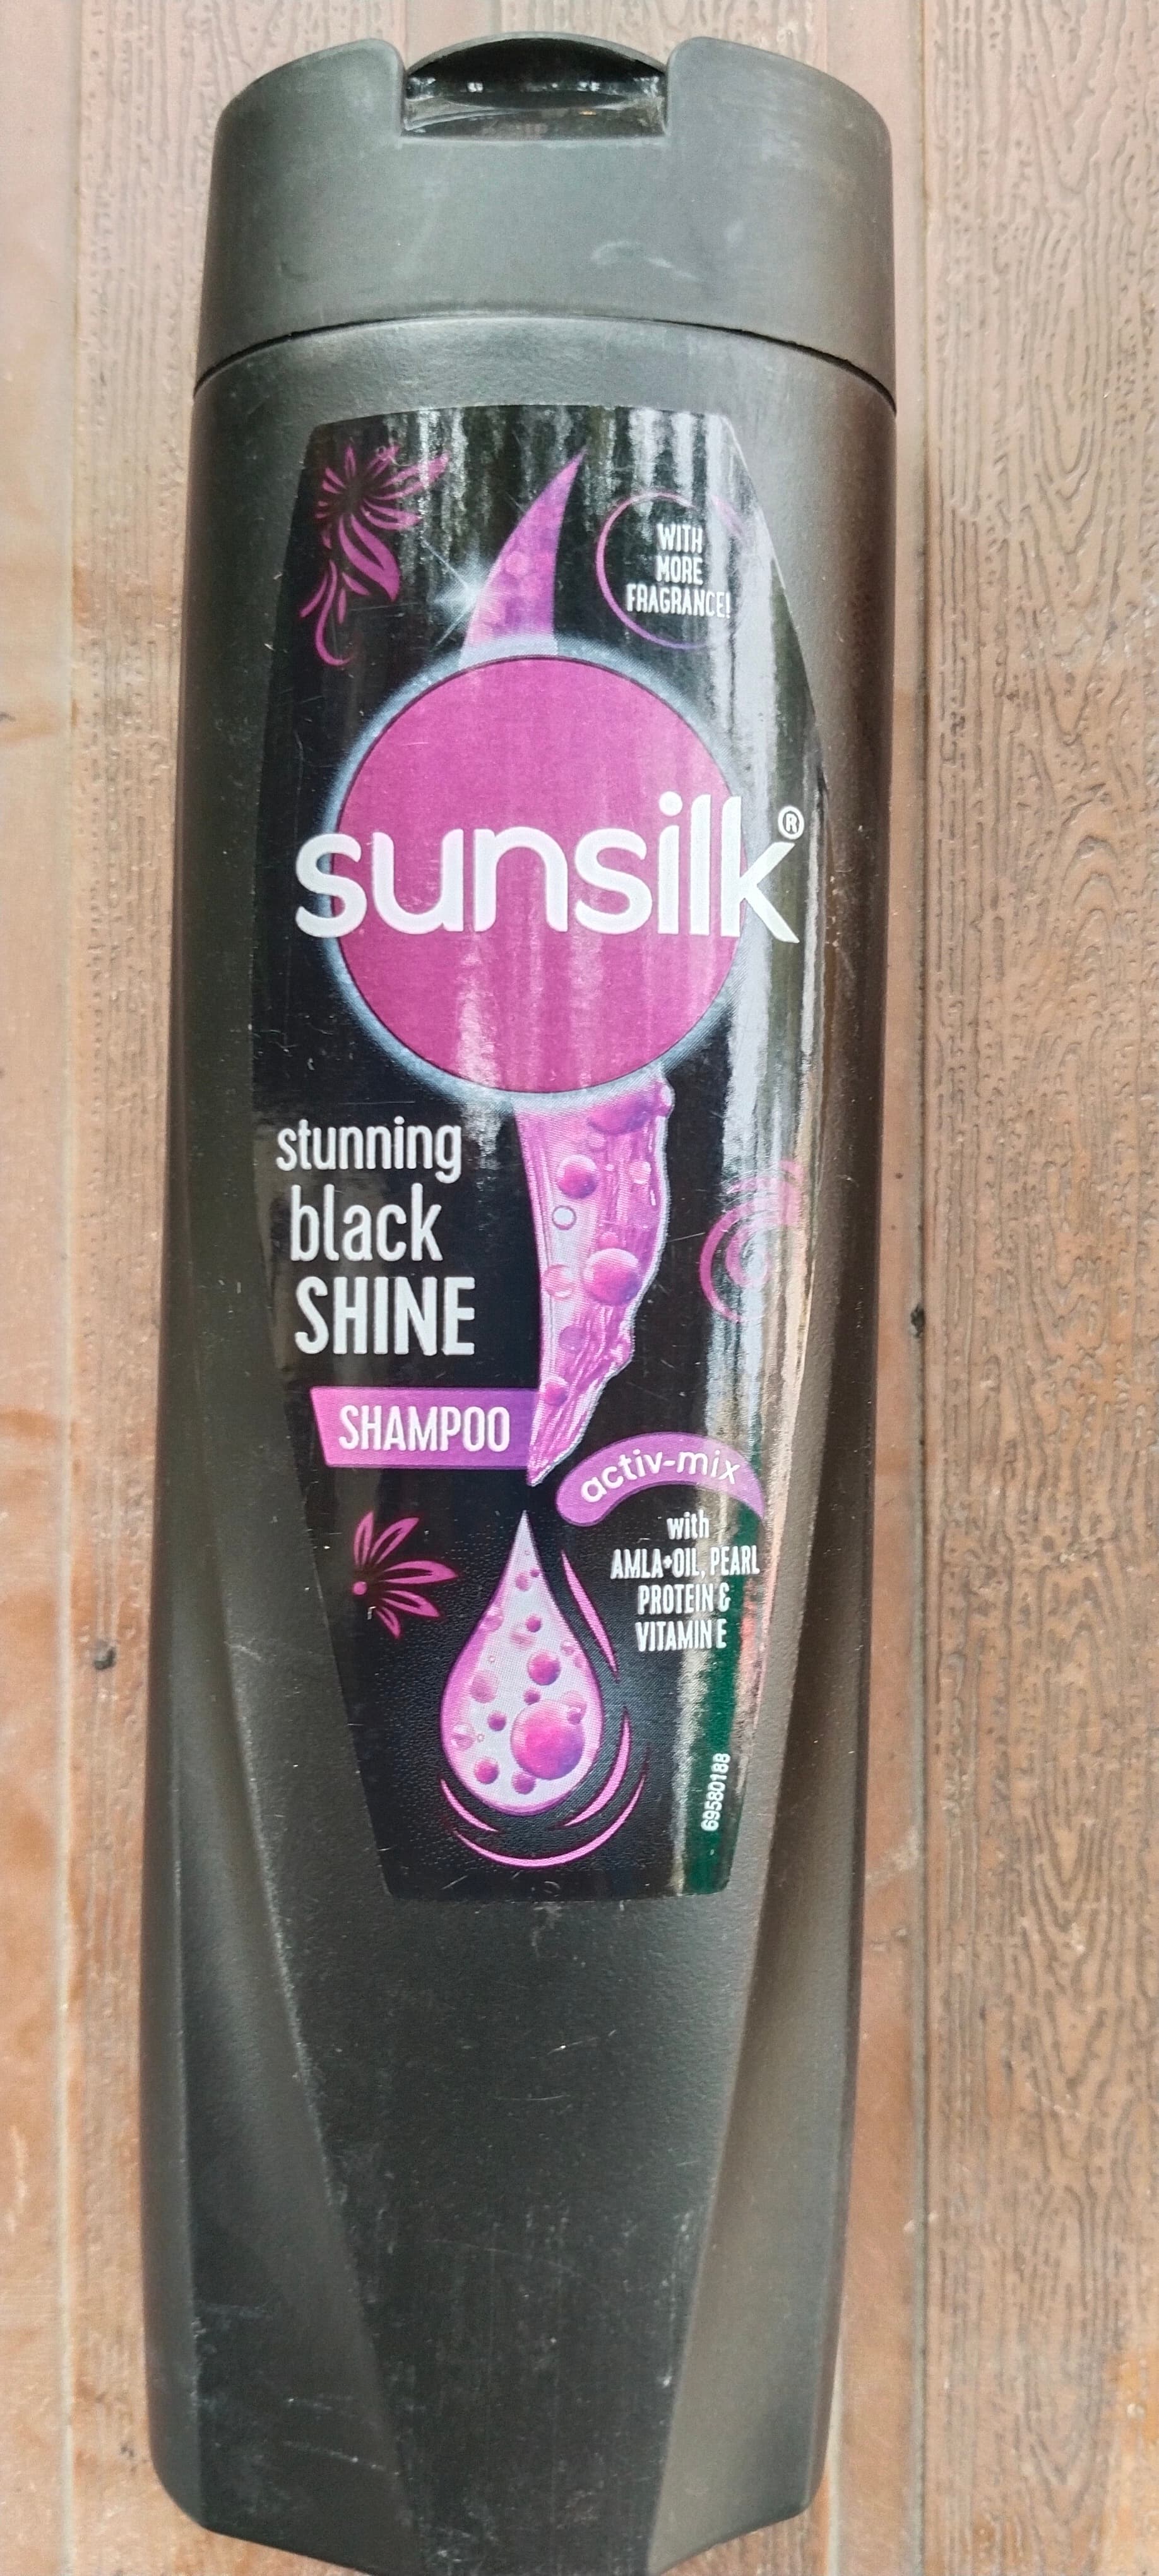 WITH
MORE
FRAGRANCE!
sunsilk®
stunning
black
SHINE
SHAMPOO
activ-mix
with
AMLA+OIL, PEARL
PROTEIN &
VITAMIN E
69580188